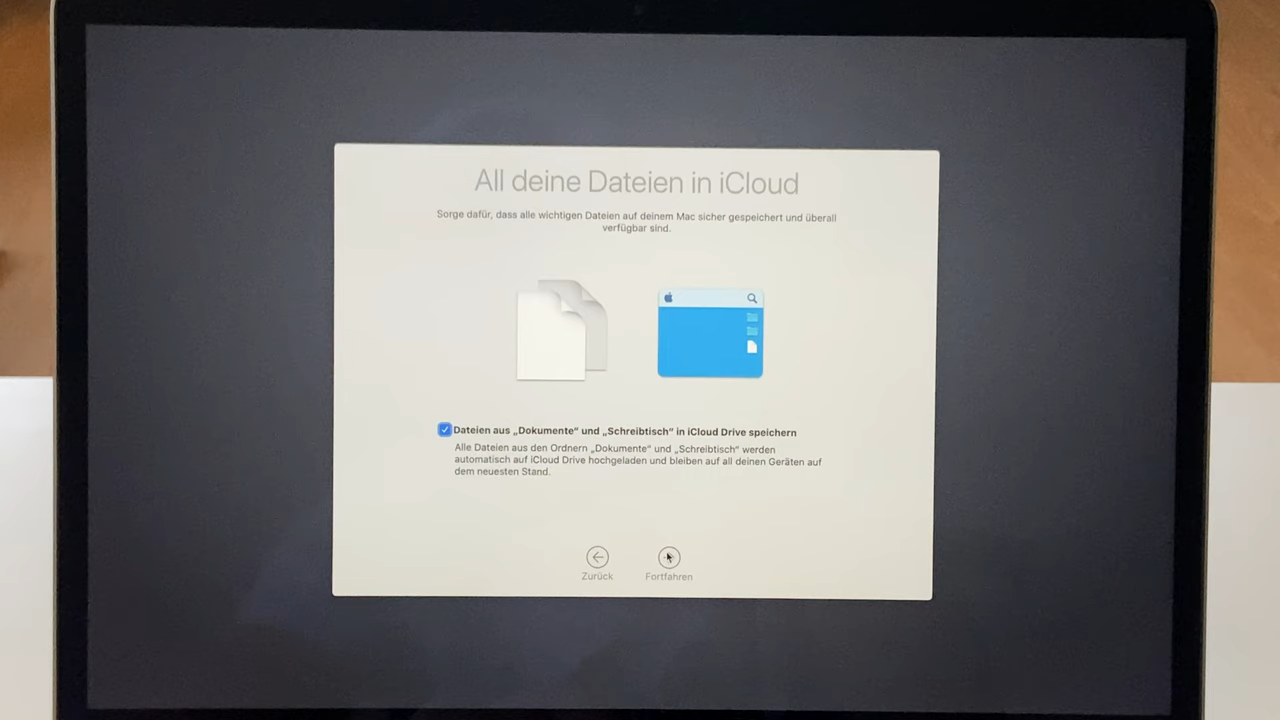 All deine Dateien in iCloud
Sorge dafür, dass alle wichtigen Dateien auf deinem Mac sicher gespeichert und überall
verfügbar sind.
Dateien aus „Dokumente“ und „Schreibtisch“ in iCloud Drive speichern
Alle Dateien aus den Ordnern „Dokumente“ und „Schreibtisch“ werden
automatisch auf iCloud Drive hochgeladen und bleiben auf all deinen Geräten auf
dem neuesten Stand.
Zurück
Fortfahren